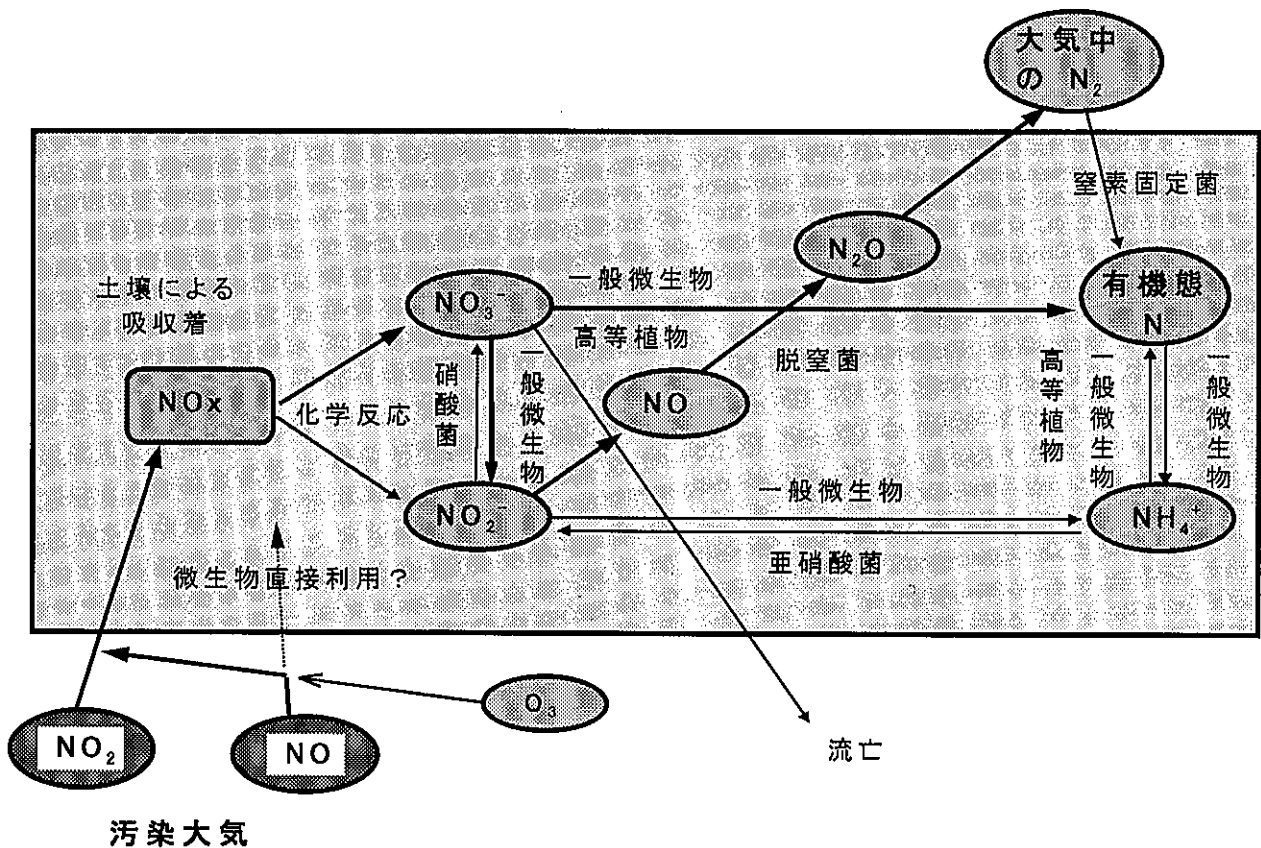 大気中
の N₂
窒素固定菌
N₂O
土壌による
吸収着
NO₃⁻
一般微生物
高等植物
有機態
N
脱窒菌
NOx
化学反応
硝酸菌
一般微生物
NO
高等植物
一般微生物
一般微生物
NO₂⁻
一般微生物
亜硝酸菌
NH₄⁺
微生物直接利用？
O₃
NO₂
NO
流亡
汚染大気